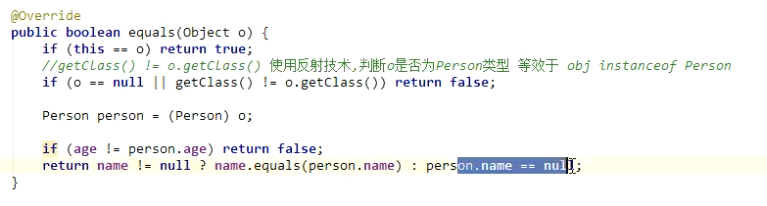 @Override
public boolean equals(Object o) {
if (this == o) return true;
//getClass() != o.getClass() 使用反射技术,判断o是否为Person类型 等效于 obj instanceof Person
if (o == null || getClass() != o.getClass()) return false;
Person person = (Person) o;
if (age != person.age) return false;
return name != null ? name.equals(person.name) : person.name == null;
}